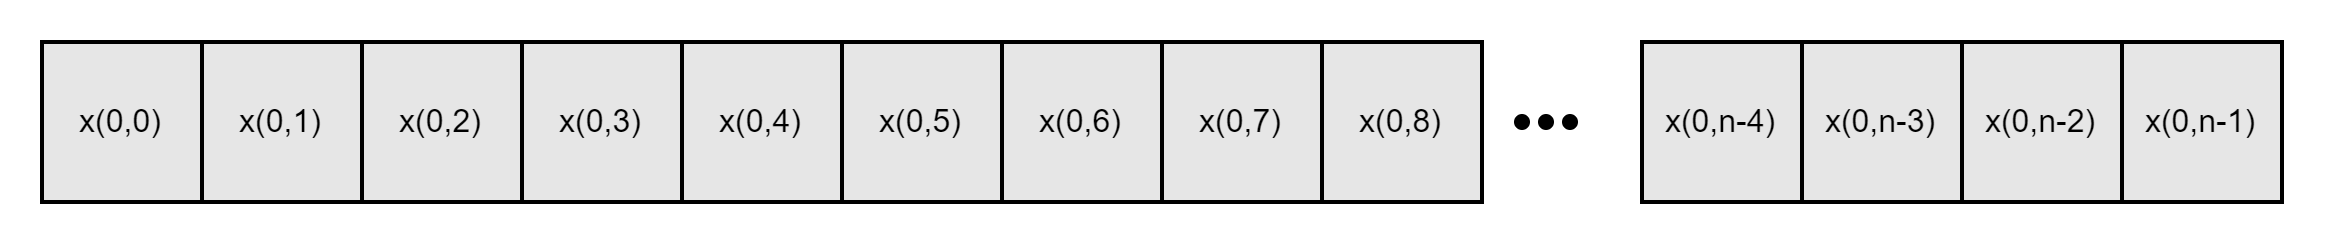 x(0,0) x(0,1) x(0,2) x(0,3) x(0,4) x(0,5) x(0,6) x(0,7) x(0,8) ••• x(0,n-4) x(0,n-3) x(0,n-2) x(0,n-1)